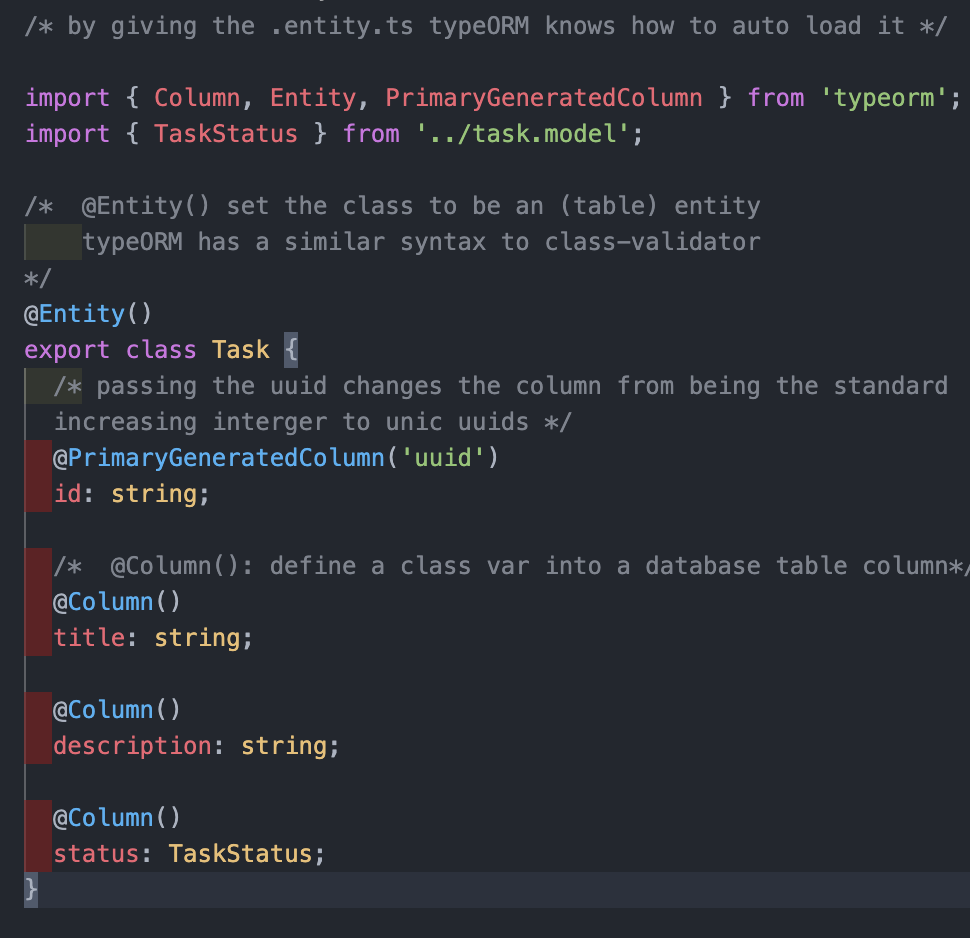 /* by giving the .entity.ts typeORM knows how to auto load it */
import { Column, Entity, PrimaryGeneratedColumn } from 'typeorm';
import { TaskStatus } from '../task.model';
/*  @Entity() set the class to be an (table) entity
    typeORM has a similar syntax to class-validator
*/
@Entity()
export class Task {
  /* passing the uuid changes the column from being the standard
  increasing interger to unic uuids */
  @PrimaryGeneratedColumn('uuid')
  id: string;
  /*  @Column(): define a class var into a database table column*/
  @Column()
  title: string;
  @Column()
  description: string;
  @Column()
  status: TaskStatus;
}